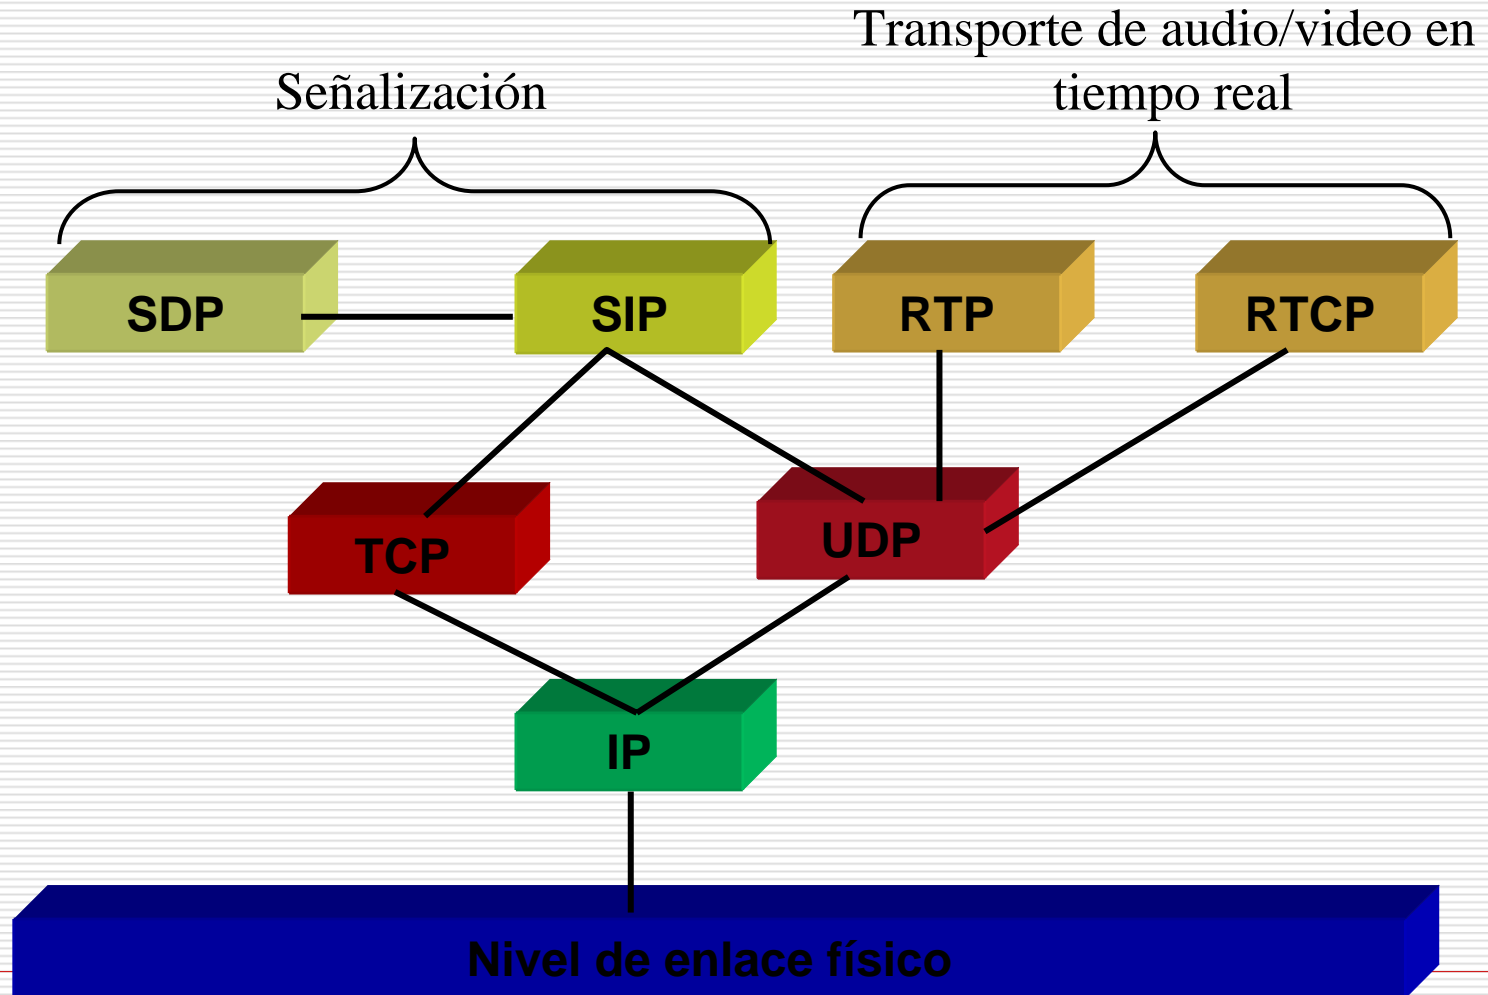 Transporte de audio/video en
tiempo real
Señalización
SDP
SIP
RTP
RTCP
TCP
UDP
IP
Nivel de enlace físico